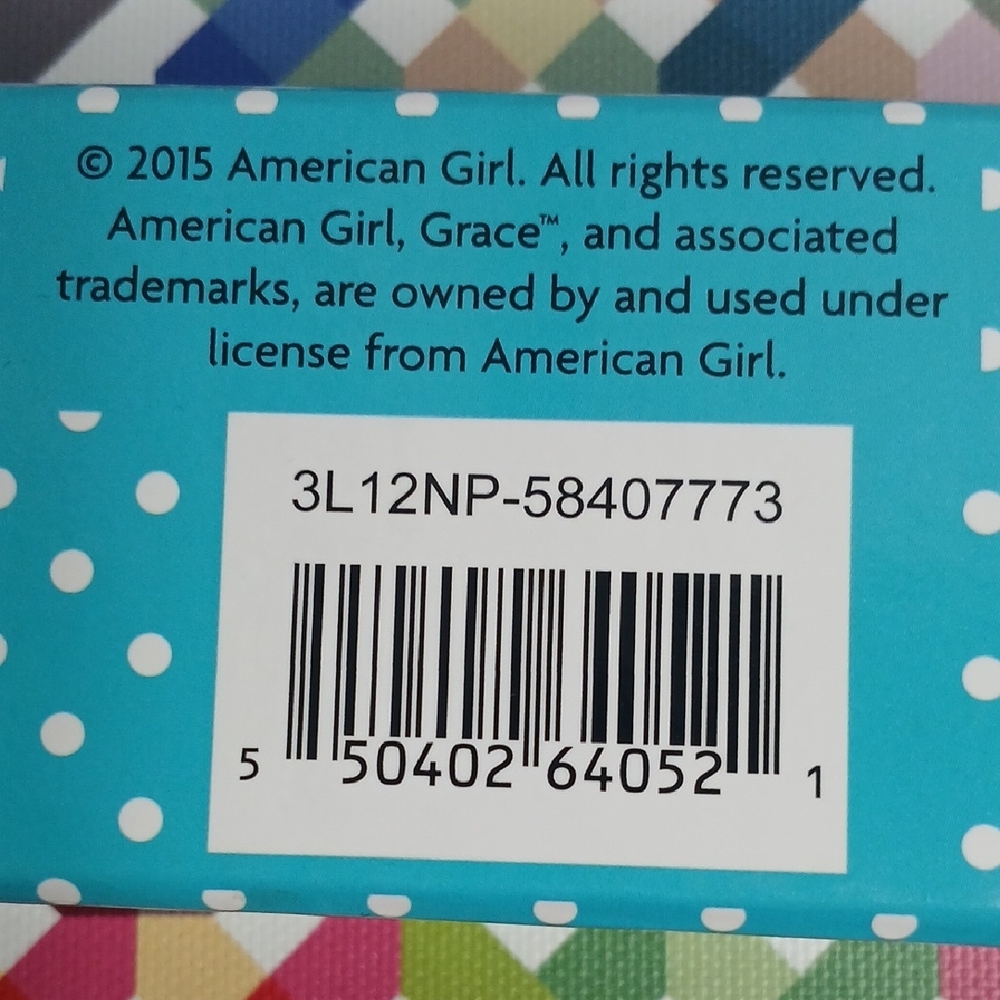 © 2015 American Girl. All rights reserved.
American Girl, Grace™, and associated
trademarks, are owned by and used under
license from American Girl.
3L12NP-58407773
5 50402 64052 1